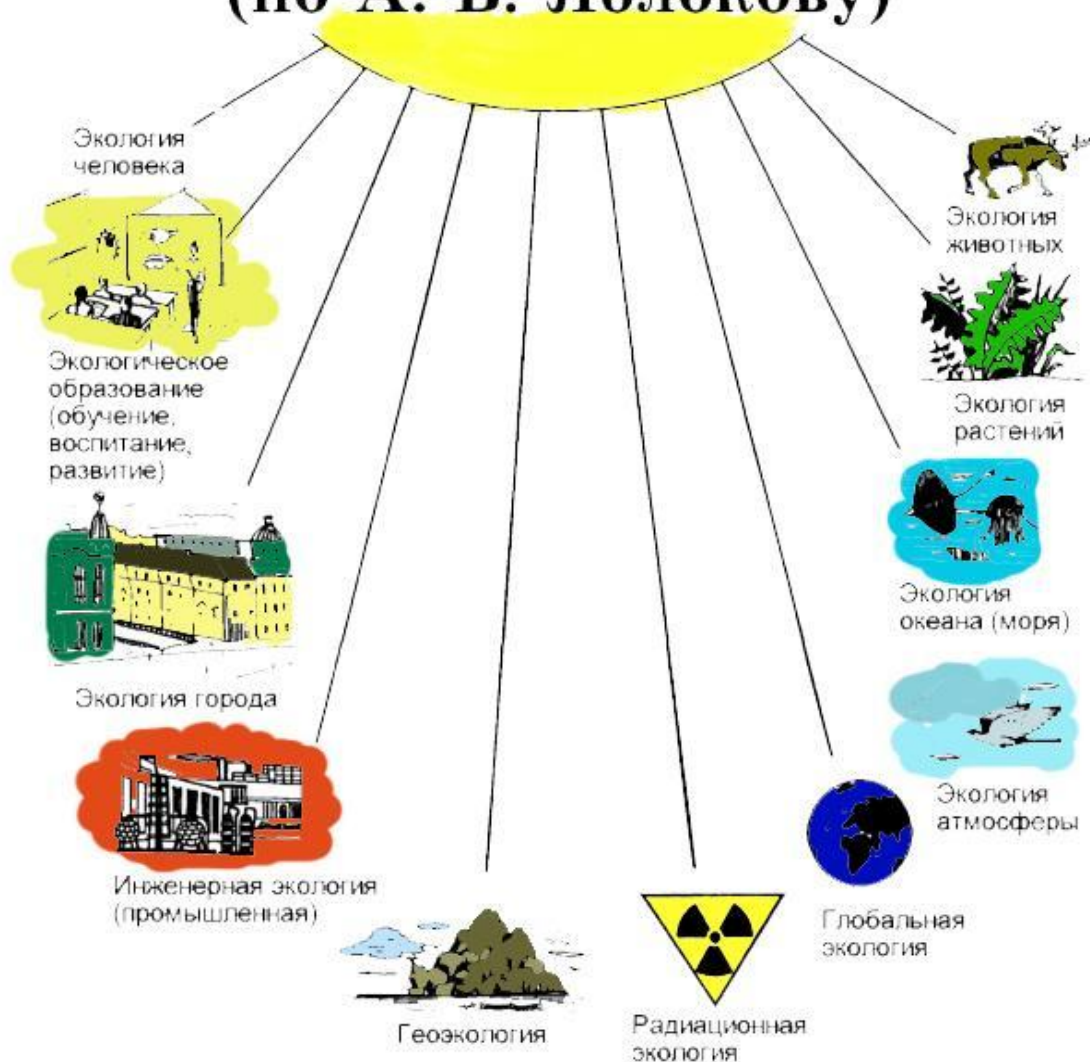 (по А. В.
Экология
человека
Экологическое
образование
(обучение,
воспитание,
развитие)
Экология города
Инженерная экология
(промышленная)
Геоэкология
Радиационная
экология
Глобальная
экология
Экология
атмосферы
Экология
океана (моря)
Экология
растений
Экология
животных